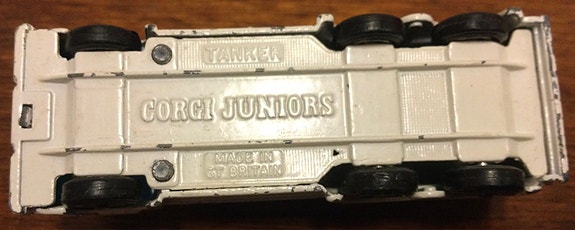 TANKER
CORGI JUNIORS
MADE IN
GT BRITAIN